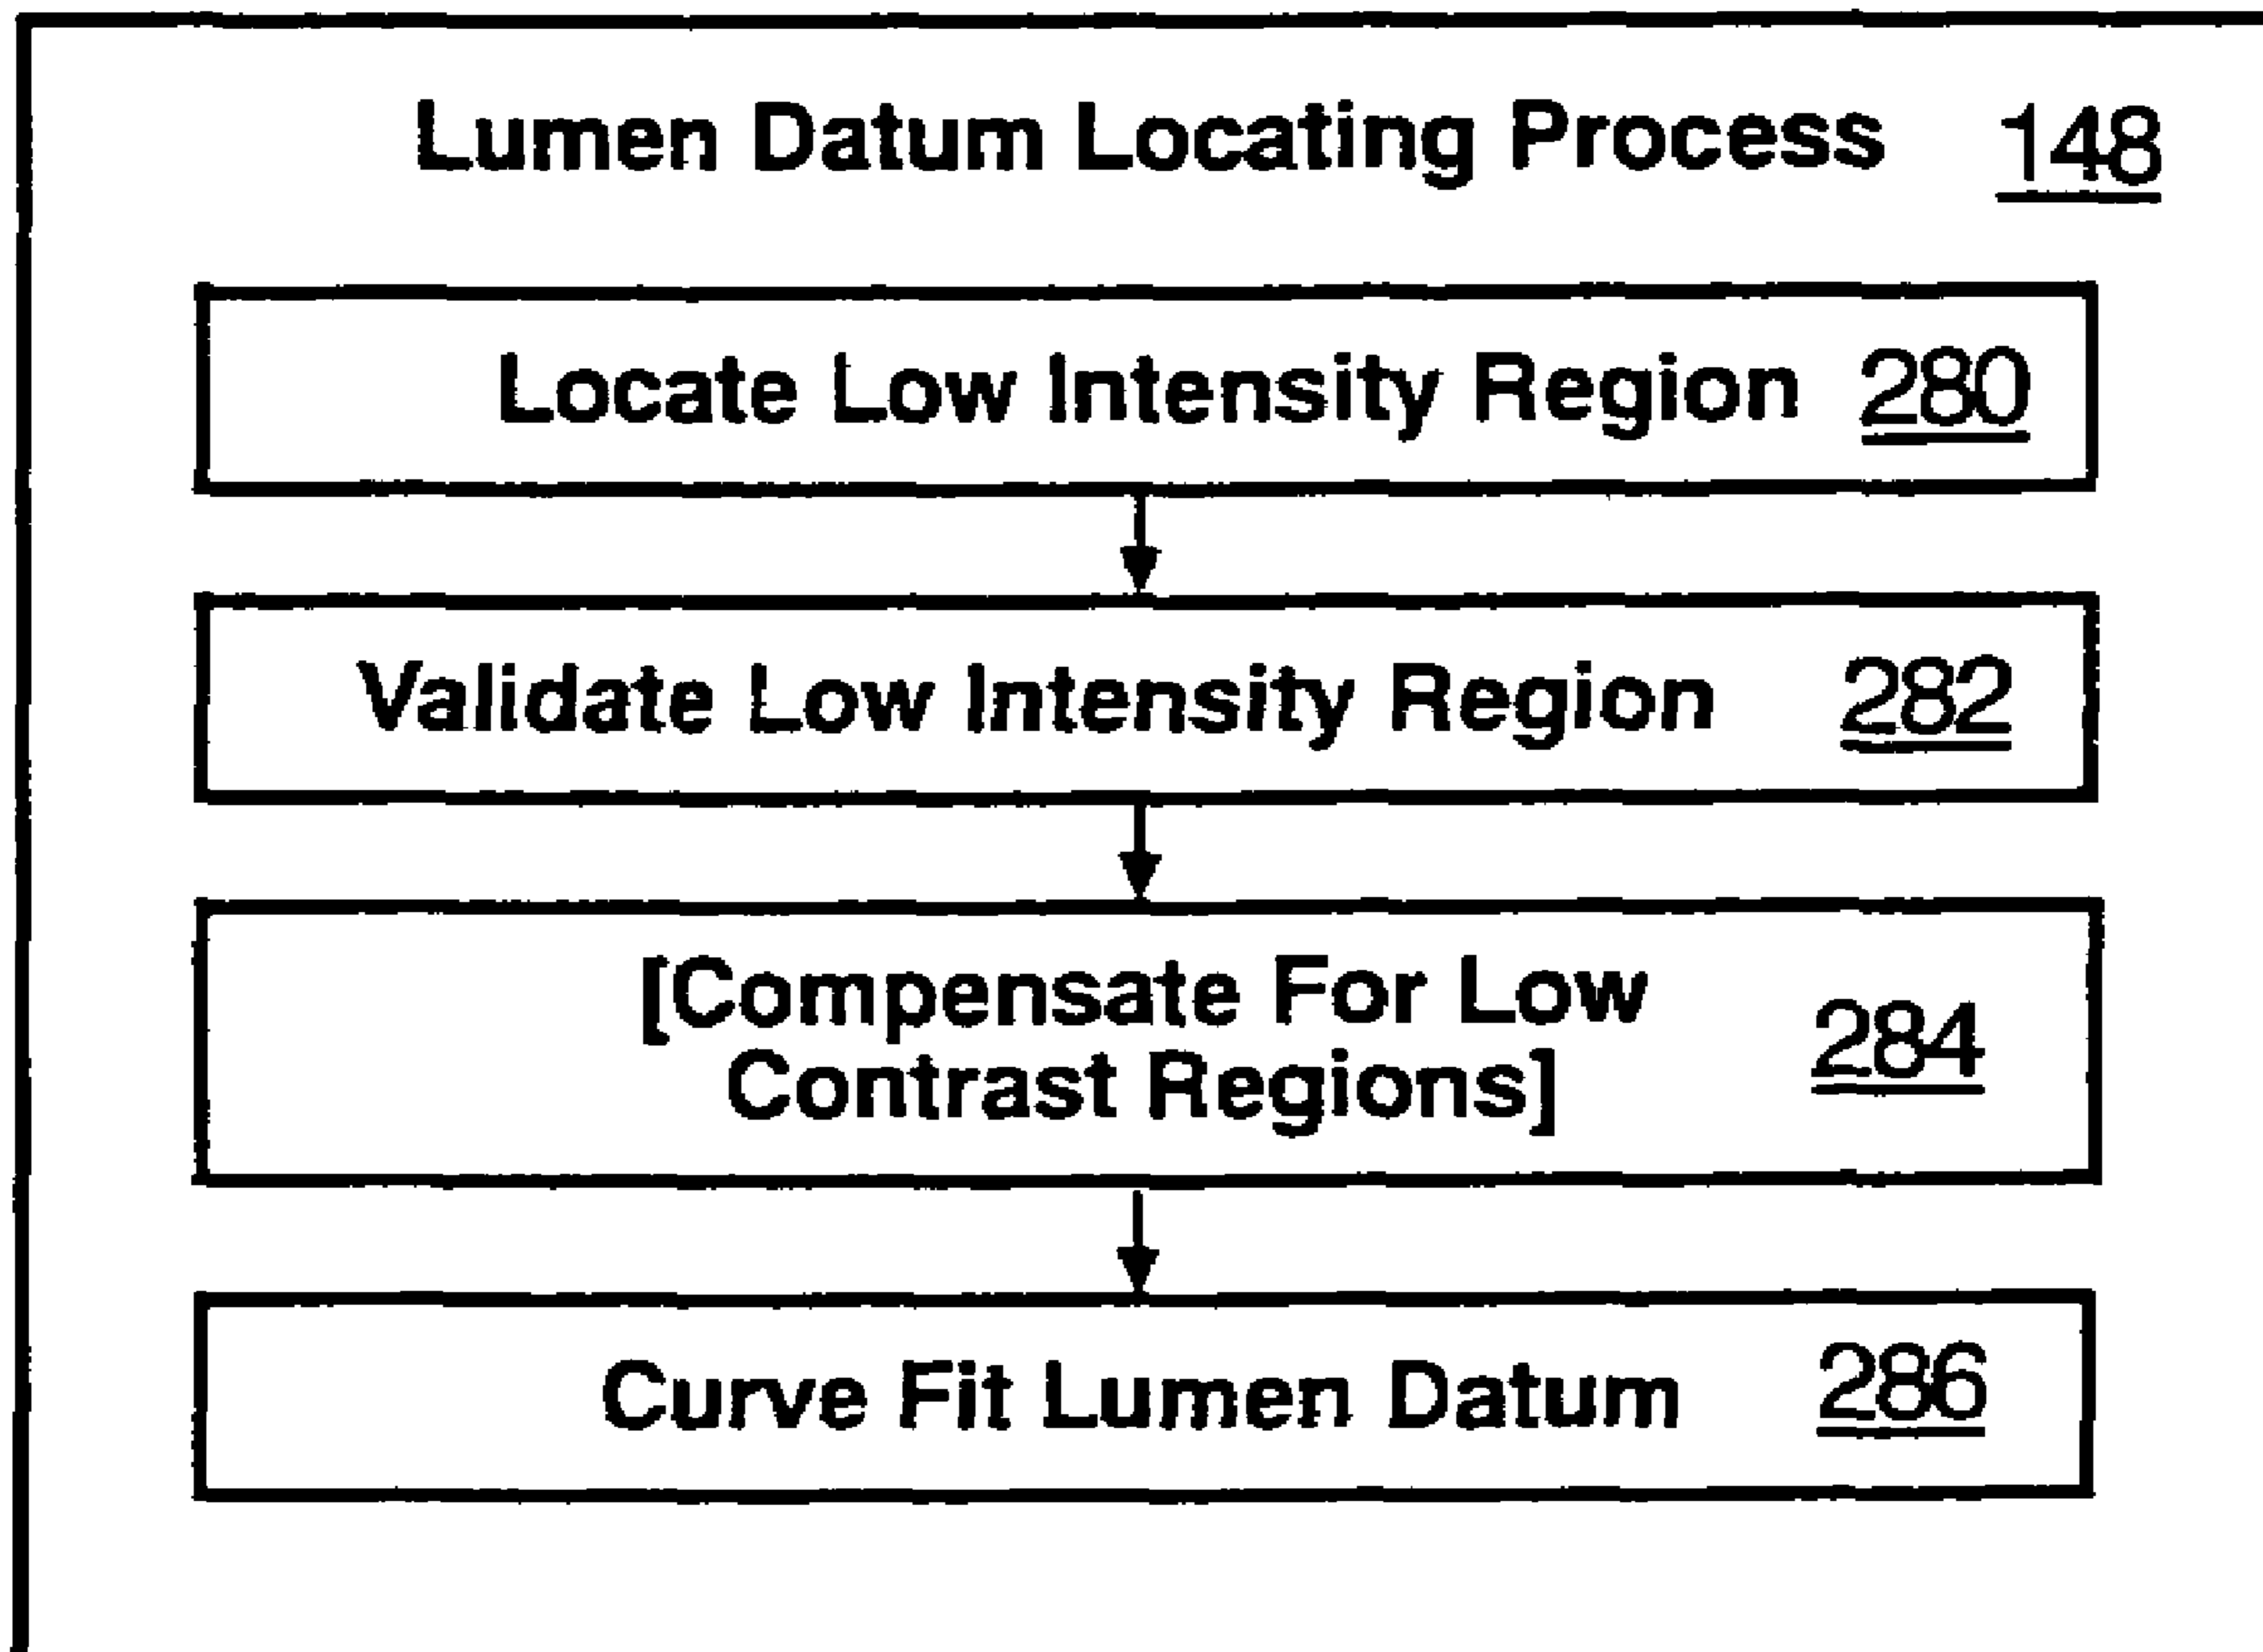 Lumen Datum Locating Process 148
Locate Low Intensity Region 280
Validate Low Intensity Region 282
[Compensate For Low
Contrast Regions] 284
Curve Fit Lumen Datum 286